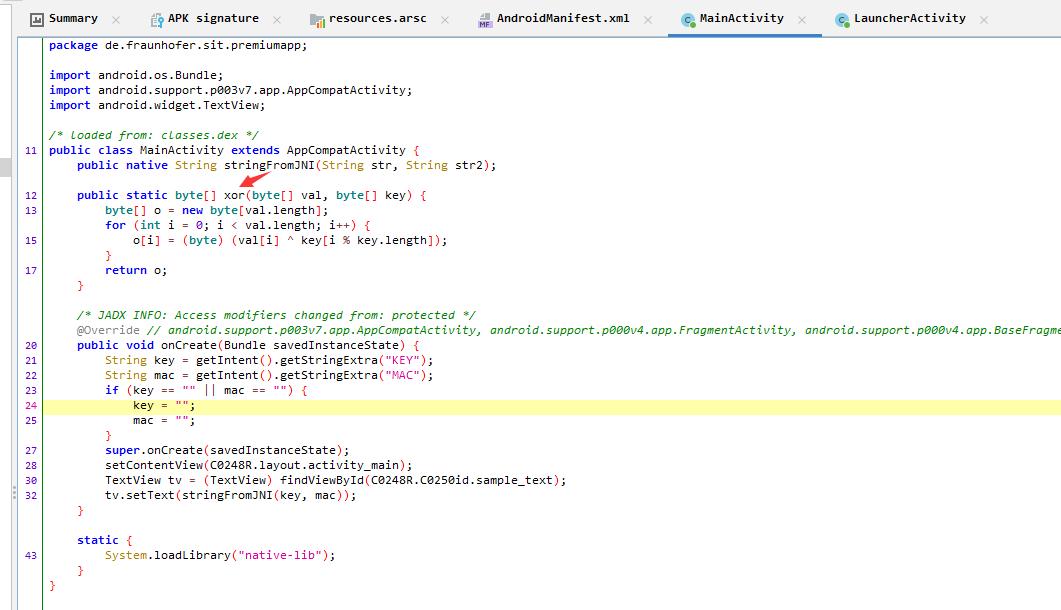 Summary APK signature resources.arsc AndroidManifest.xml MainActivity LauncherActivity
package de.fraunhofer.sit.premiumapp;
import android.os.Bundle;
import android.support.p003v7.app.AppCompatActivity;
import android.widget.TextView;
/* loaded from: classes.dex */
11 public class MainActivity extends AppCompatActivity {
public native String stringFromJNI(String str, String str2);
12 public static byte[] xor(byte[] val, byte[] key) {
13 byte[] o = new byte[val.length];
for (int i = 0; i < val.length; i++) {
15 o[i] = (byte) (val[i] ^ key[i % key.length]);
}
17 return o;
}
/* JADX INFO: Access modifiers changed from: protected */
@Override // android.support.p003v7.app.AppCompatActivity, android.support.p000v4.app.FragmentActivity, android.support.p000v4.app.BaseFragme
20 public void onCreate(Bundle savedInstanceState) {
21 String key = getIntent().getStringExtra("KEY");
22 String mac = getIntent().getStringExtra("MAC");
23 if (key == "" || mac == "") {
24 key = "";
25 mac = "";
}
27 super.onCreate(savedInstanceState);
28 setContentView(C0248R.layout.activity_main);
30 TextView tv = (TextView) findViewById(C0248R.C0250id.sample_text);
32 tv.setText(stringFromJNI(key, mac));
}
static {
43 System.loadLibrary("native-lib");
}
}